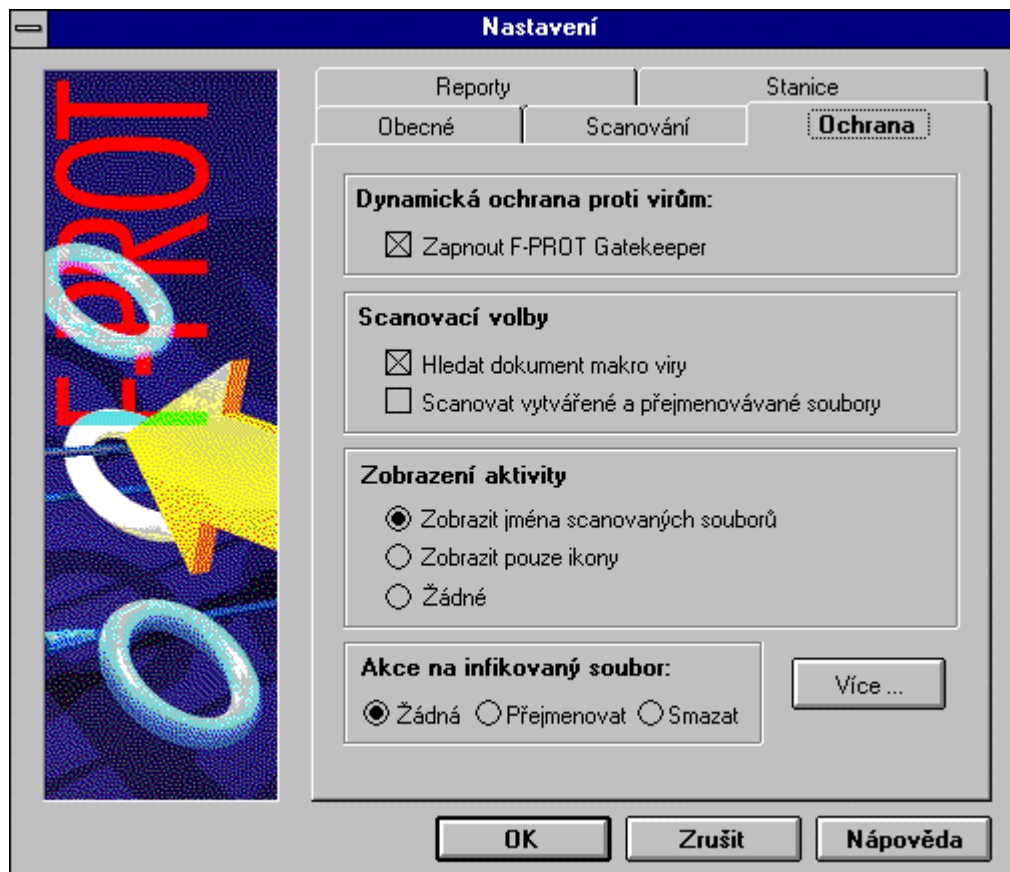 Nastavení
F-PROT
Reporty Stanice
Obecné Scanování Ochrana
Dynamická ochrana proti virům:
Zapnout F-PROT Gatekeeper
Scanovací volby
Hledat dokument makro viry
Scanovat vytvářené a přejmenovávané soubory
Zobrazení aktivity
Zobrazit jména scanovaných souborů
Zobrazit pouze ikony
Žádné
Akce na infikovaný soubor:
Žádná Přejmenovat Smazat
Více ...
OK Zrušit Nápověda